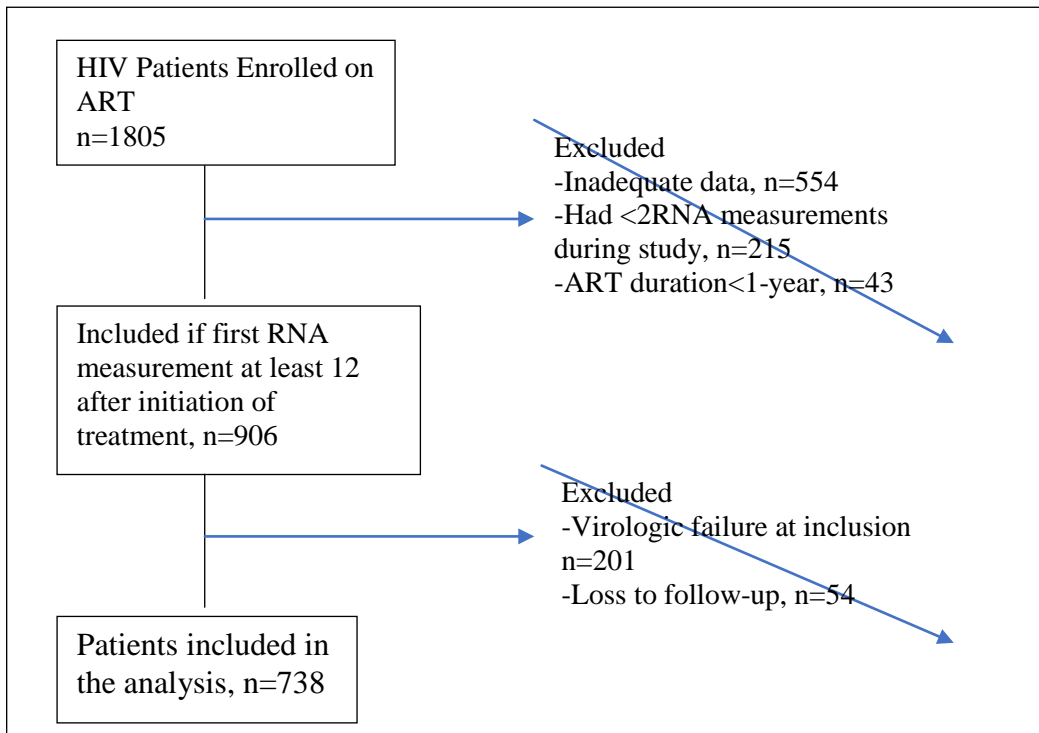 HIV Patients Enrolled on
ART
n=1805
Excluded
-Inadequate data, n=554
-Had <2RNA measurements
during study, n=215
-ART duration<1-year, n=43
Included if first RNA
measurement at least 12
after initiation of
treatment, n=906
Excluded
-Virologic failure at inclusion
n=201
-Loss to follow-up, n=54
Patients included in
the analysis, n=738